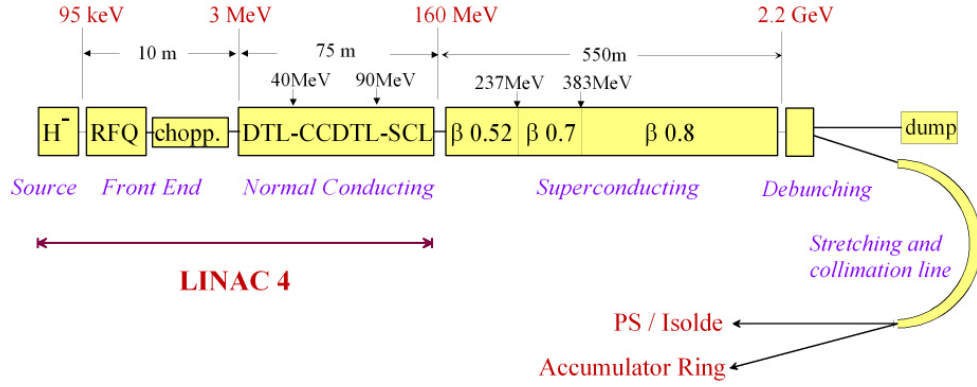 95 keV 3 MeV 160 MeV 2.2 GeV
10 m 75 m 550m
40MeV 90MeV 237MeV 383MeV
H⁻ RFQ chopp. DTL-CCDTL-SCL β 0.52 β 0.7 β 0.8 dump
Source Front End Normal Conducting Superconducting Debunching
Stretching and
collimation line
LINAC 4
PS / Isolde
Accumulator Ring